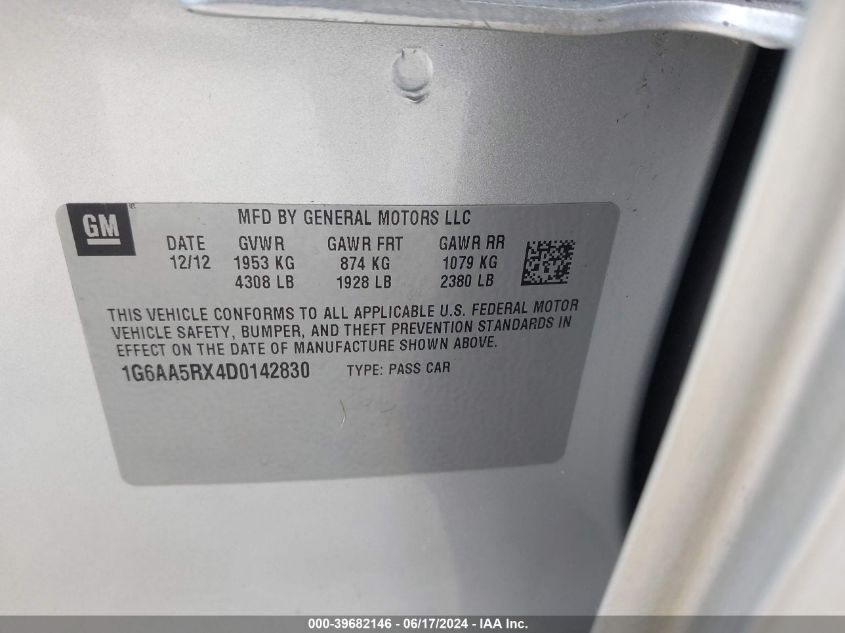 GM
MFD BY GENERAL MOTORS LLC
DATE GVWR GAWR FRT GAWR RR
12/12 1953 KG 874 KG 1079 KG
4308 LB 1928 LB 2380 LB
THIS VEHICLE CONFORMS TO ALL APPLICABLE U.S. FEDERAL MOTOR
VEHICLE SAFETY, BUMPER, AND THEFT PREVENTION STANDARDS IN
EFFECT ON THE DATE OF MANUFACTURE SHOWN ABOVE.
1G6AA5RX4D0142830 TYPE: PASS CAR
000-39682146 - 06/17/2024 - IAA Inc.